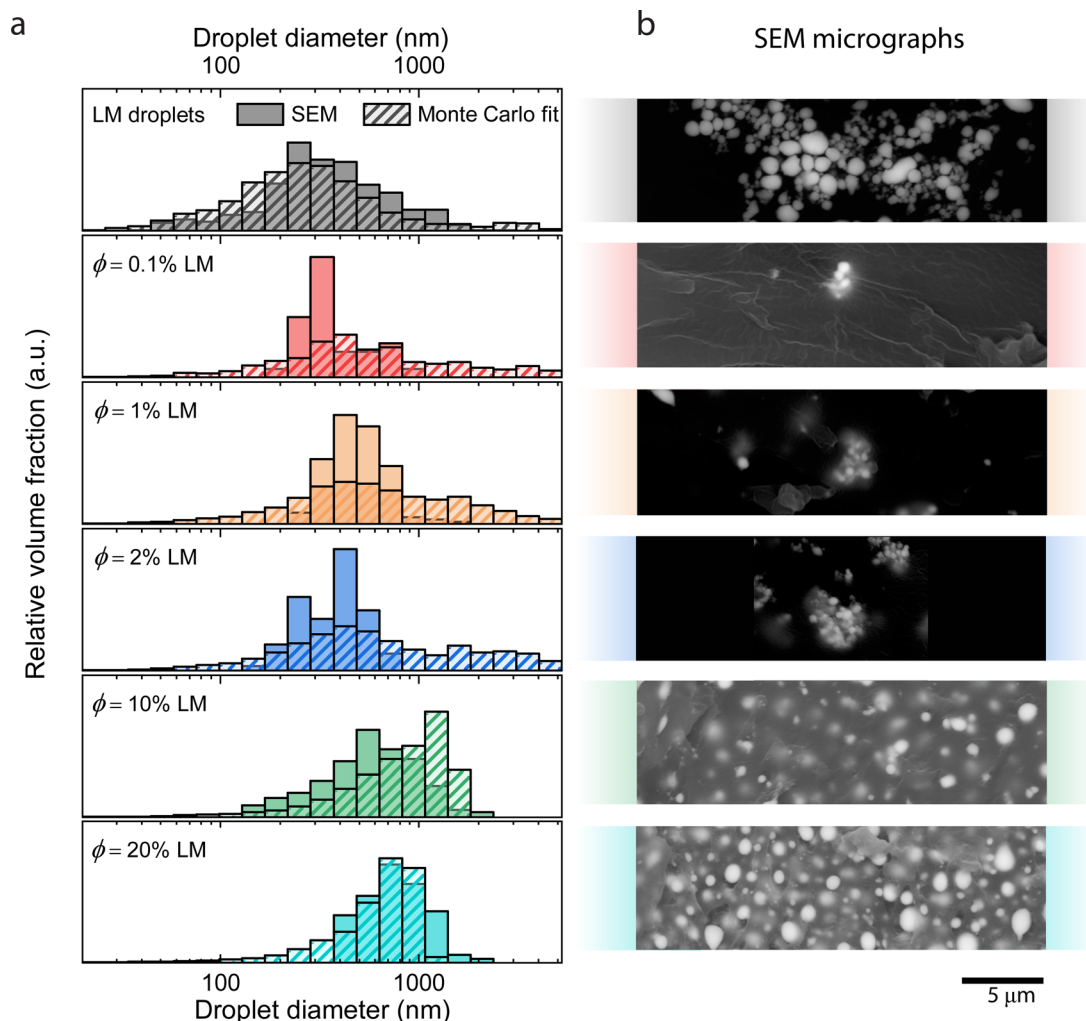 a
Droplet diameter (nm)
100 1000
LM droplets SEM Monte Carlo fit
ϕ = 0.1% LM
ϕ = 1% LM
ϕ = 2% LM
ϕ = 10% LM
ϕ = 20% LM
Relative volume fraction (a.u.)
100 1000
Droplet diameter (nm)
b
SEM micrographs
5 μm